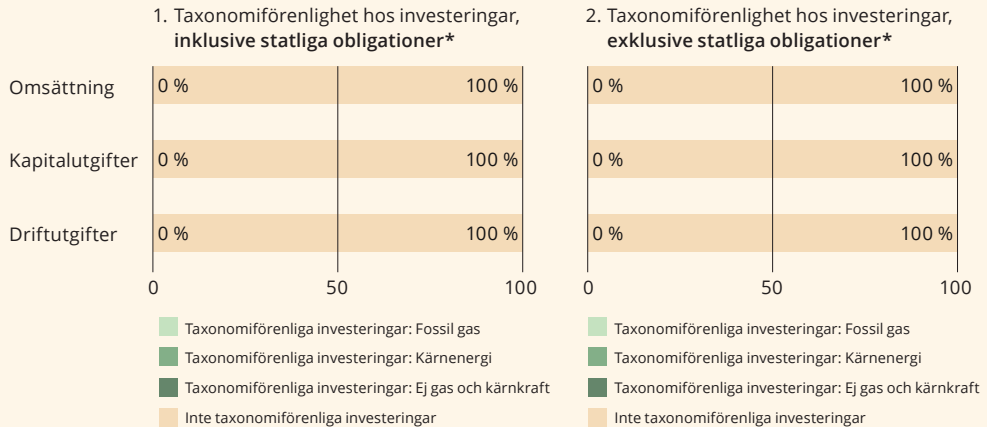 1. Taxonomiförenlighet hos investeringar,
inklusive statliga obligationer*
Omsättning
0 %
100 %
Kapitalutgifter
0 %
100 %
Driftutgifter
0 %
100 %
0
50
100
Taxonomiförenliga investeringar: Fossil gas
Taxonomiförenliga investeringar: Kärnenergi
Taxonomiförenliga investeringar: Ej gas och kärnkraft
Inte taxonomiförenliga investeringar
2. Taxonomiförenlighet hos investeringar,
exklusive statliga obligationer*
0 %
100 %
0 %
100 %
0 %
100 %
0
50
100
Taxonomiförenliga investeringar: Fossil gas
Taxonomiförenliga investeringar: Kärnenergi
Taxonomiförenliga investeringar: Ej gas och kärnkraft
Inte taxonomiförenliga investeringar